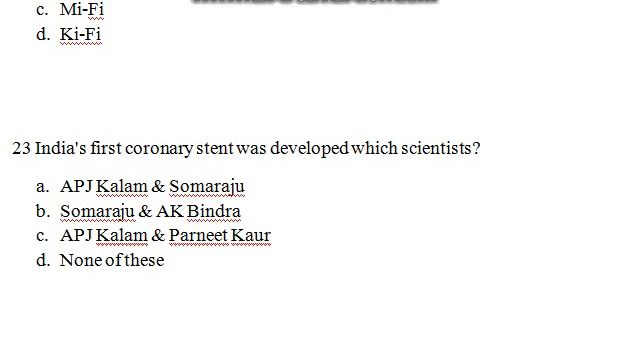 c. Mi-Fi
d. Ki-Fi
23 India's first coronary stent was developed which scientists?
a. APJ Kalam & Somaraju
b. Somaraju & AK Bindra
c. APJ Kalam & Parneet Kaur
d. None of these